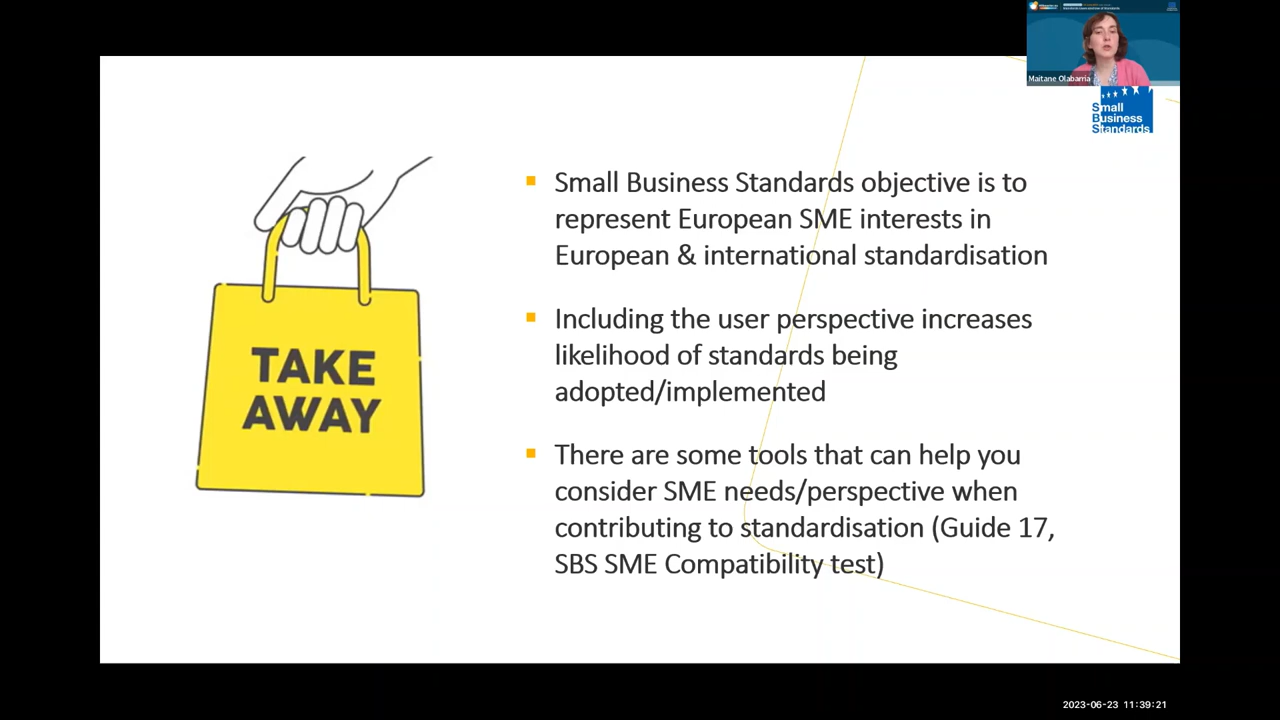 Maitane Olabarria
Small
Business
Standards
TAKE
AWAY
Small Business Standards objective is to
represent European SME interests in
European & international standardisation
Including the user perspective increases
likelihood of standards being
adopted/implemented
There are some tools that can help you
consider SME needs/perspective when
contributing to standardisation (Guide 17,
SBS SME Compatibility test)
2023-06-23 11:39:21